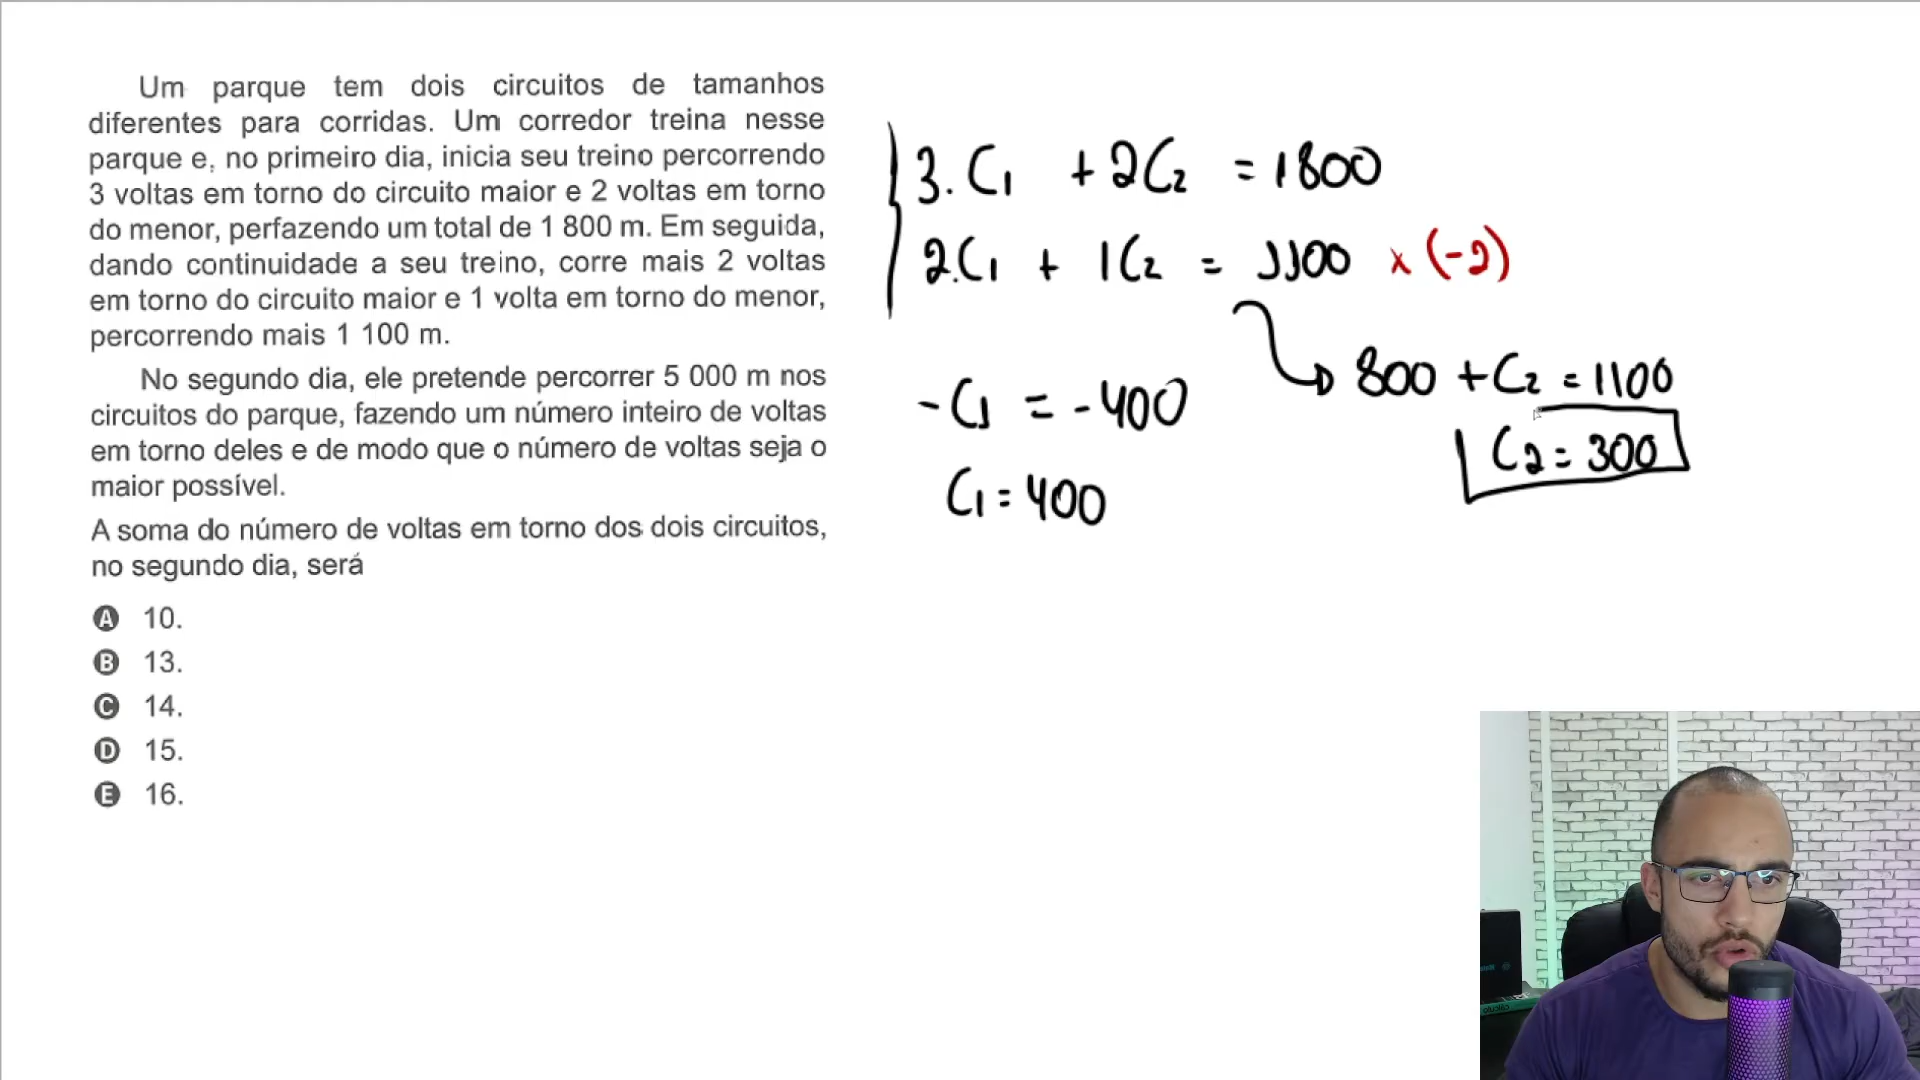 Um parque tem dois circuitos de tamanhos
diferentes para corridas. Um corredor treina nesse
parque e, no primeiro dia, inicia seu treino percorrendo
3 voltas em torno do circuito maior e 2 voltas em torno
do menor, perfazendo um total de 1 800 m. Em seguida,
dando continuidade a seu treino, corre mais 2 voltas
em torno do circuito maior e 1 volta em torno do menor,
percorrendo mais 1 100 m.
No segundo dia, ele pretende percorrer 5 000 m nos
circuitos do parque, fazendo um número inteiro de voltas
em torno deles e de modo que o número de voltas seja o
maior possível.
A soma do número de voltas em torno dos dois circuitos,
no segundo dia, será
A 10.
B 13.
C 14.
D 15.
E 16.
3. C1 + 2C2 = 1800
2.C1 + 1C2 = 1100 x (-2)
800 + C2 = 1100
C2 = 300
-C1 = -400
C1 = 400